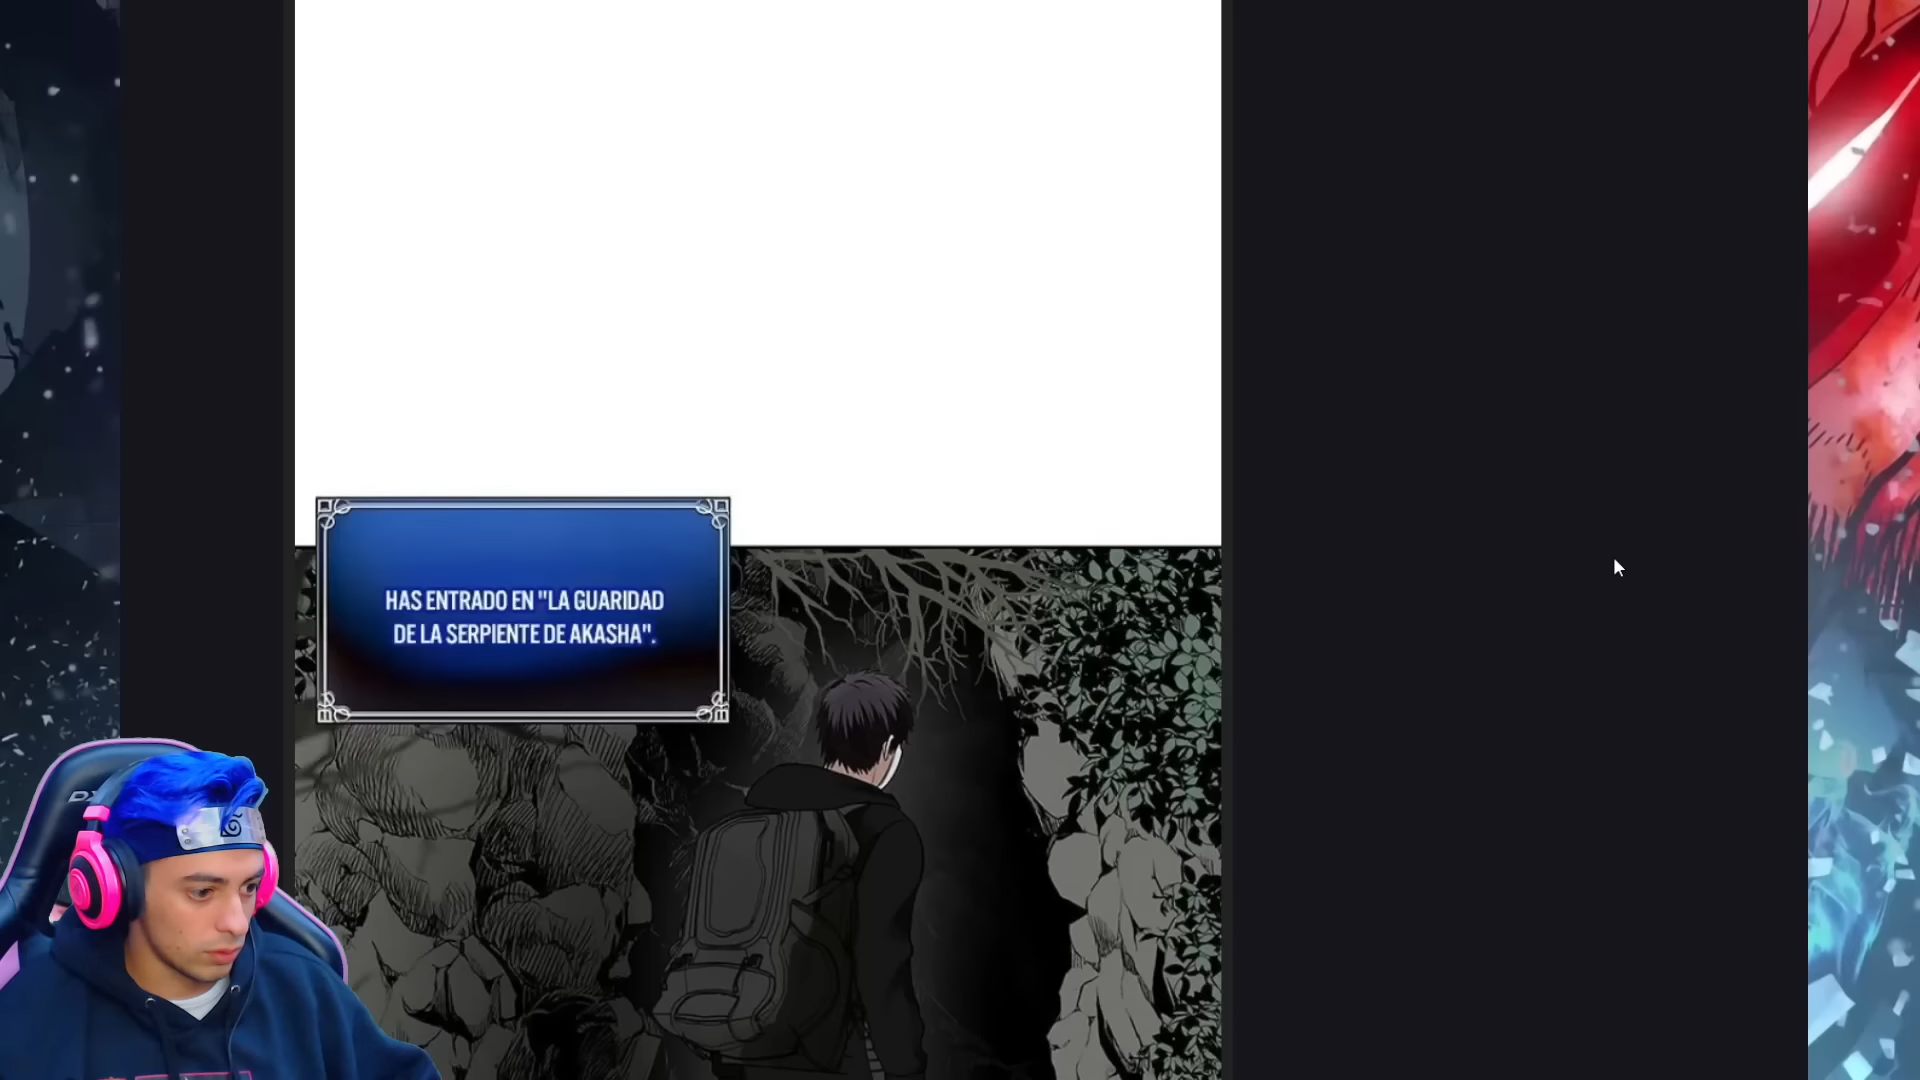 HAS ENTRADO EN "LA GUARIDAD
DE LA SERPIENTE DE AKASHA".